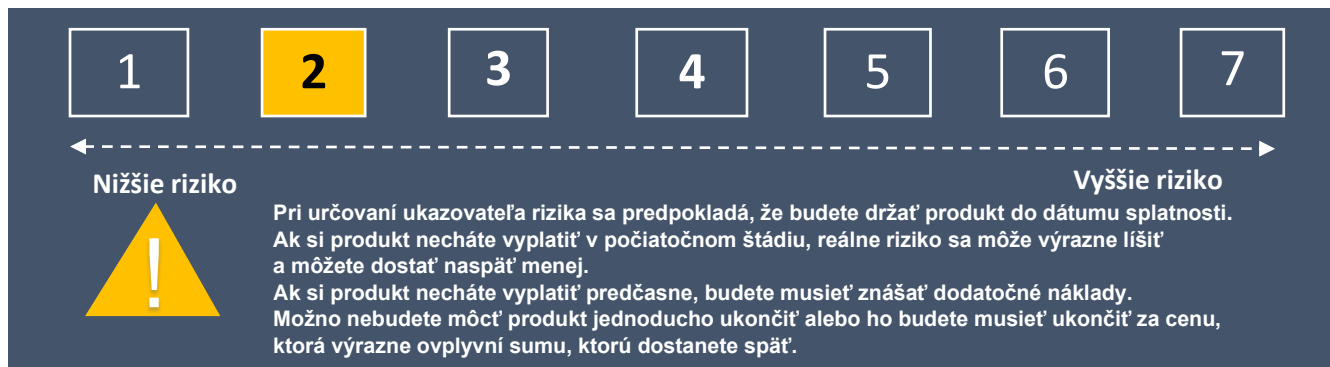 1 2 3 4 5 6 7
Nižšie riziko Vyššie riziko
!
Pri určovaní ukazovateľa rizika sa predpokladá, že budete držať produkt do dátumu splatnosti.
Ak si produkt necháte vyplatiť v počiatočnom štádiu, reálne riziko sa môže výrazne líšiť
a môžete dostať naspäť menej.
Ak si produkt necháte vyplatiť predčasne, budete musieť znášať dodatočné náklady.
Možno nebudete môcť produkt jednoducho ukončiť alebo ho budete musieť ukončiť za cenu,
ktorá výrazne ovplyvní sumu, ktorú dostanete späť.